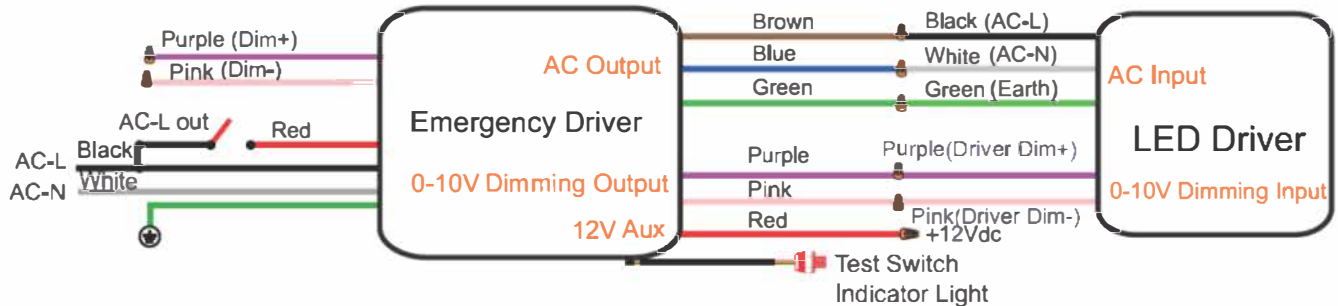 Purple (Dim+)
Pink (Dim-)
AC-L out
Red
Black
AC-L
White
AC-N
AC Output
Emergency Driver
0-10V Dimming Output
12V Aux
Brown
Blue
Green
Purple
Pink
Red
Black (AC-L)
White (AC-N)
Green (Earth)
Purple(Driver Dim+)
Pink(Driver Dim-)
+12Vdc
Test Switch
Indicator Light
AC Input
LED Driver
0-10V Dimming Input